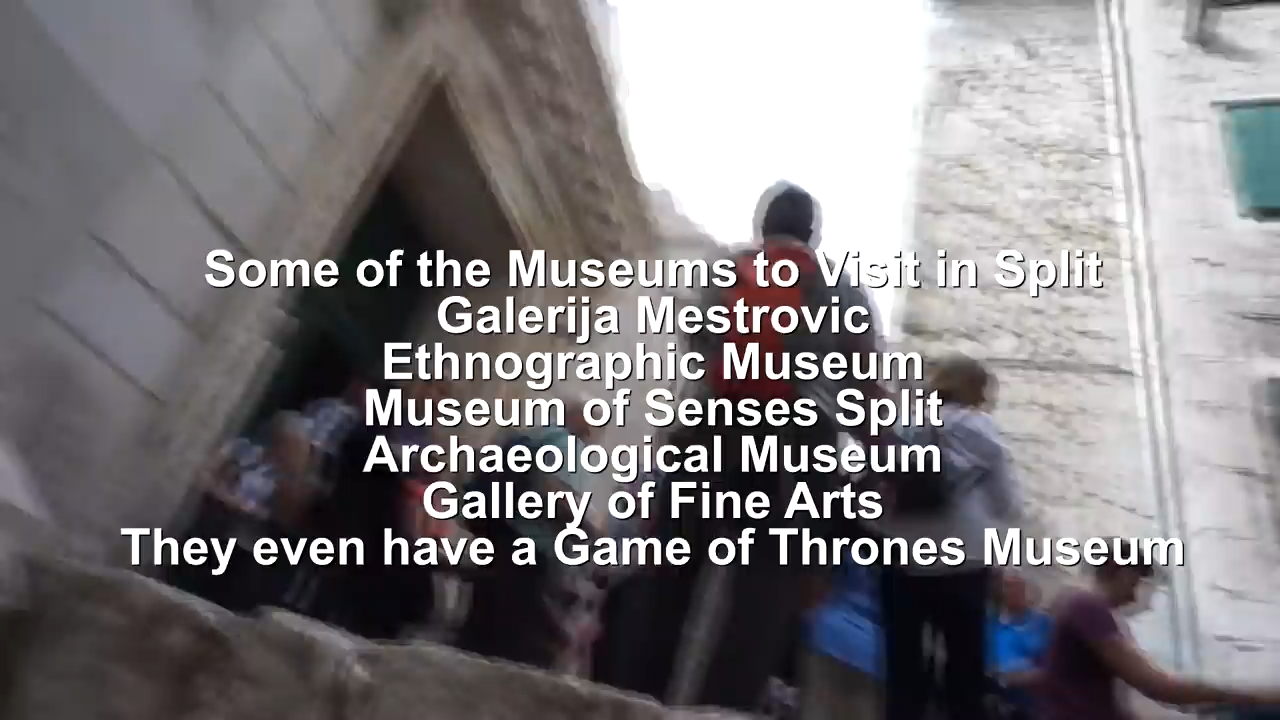 Some of the Museums to Visit in Split
Galerija Mestrovic
Ethnographic Museum
Museum of Senses Split
Archaeological Museum
Gallery of Fine Arts
They even have a Game of Thrones Museum